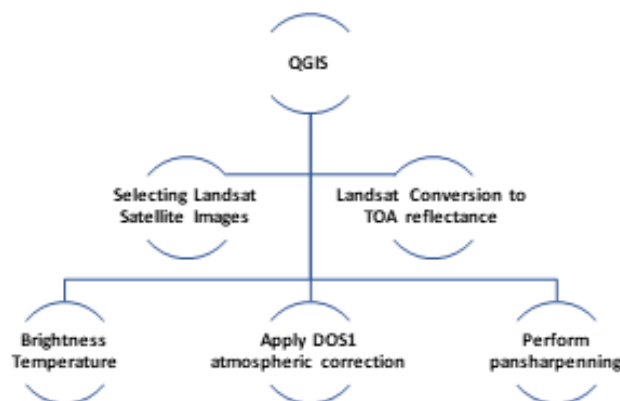 QGIS
Selecting Landsat
Satellite Images
Landsat Conversion to
TOA reflectance
Brightness
Temperature
Apply DOS1
atmospheric correction
Perform
pansharpenning